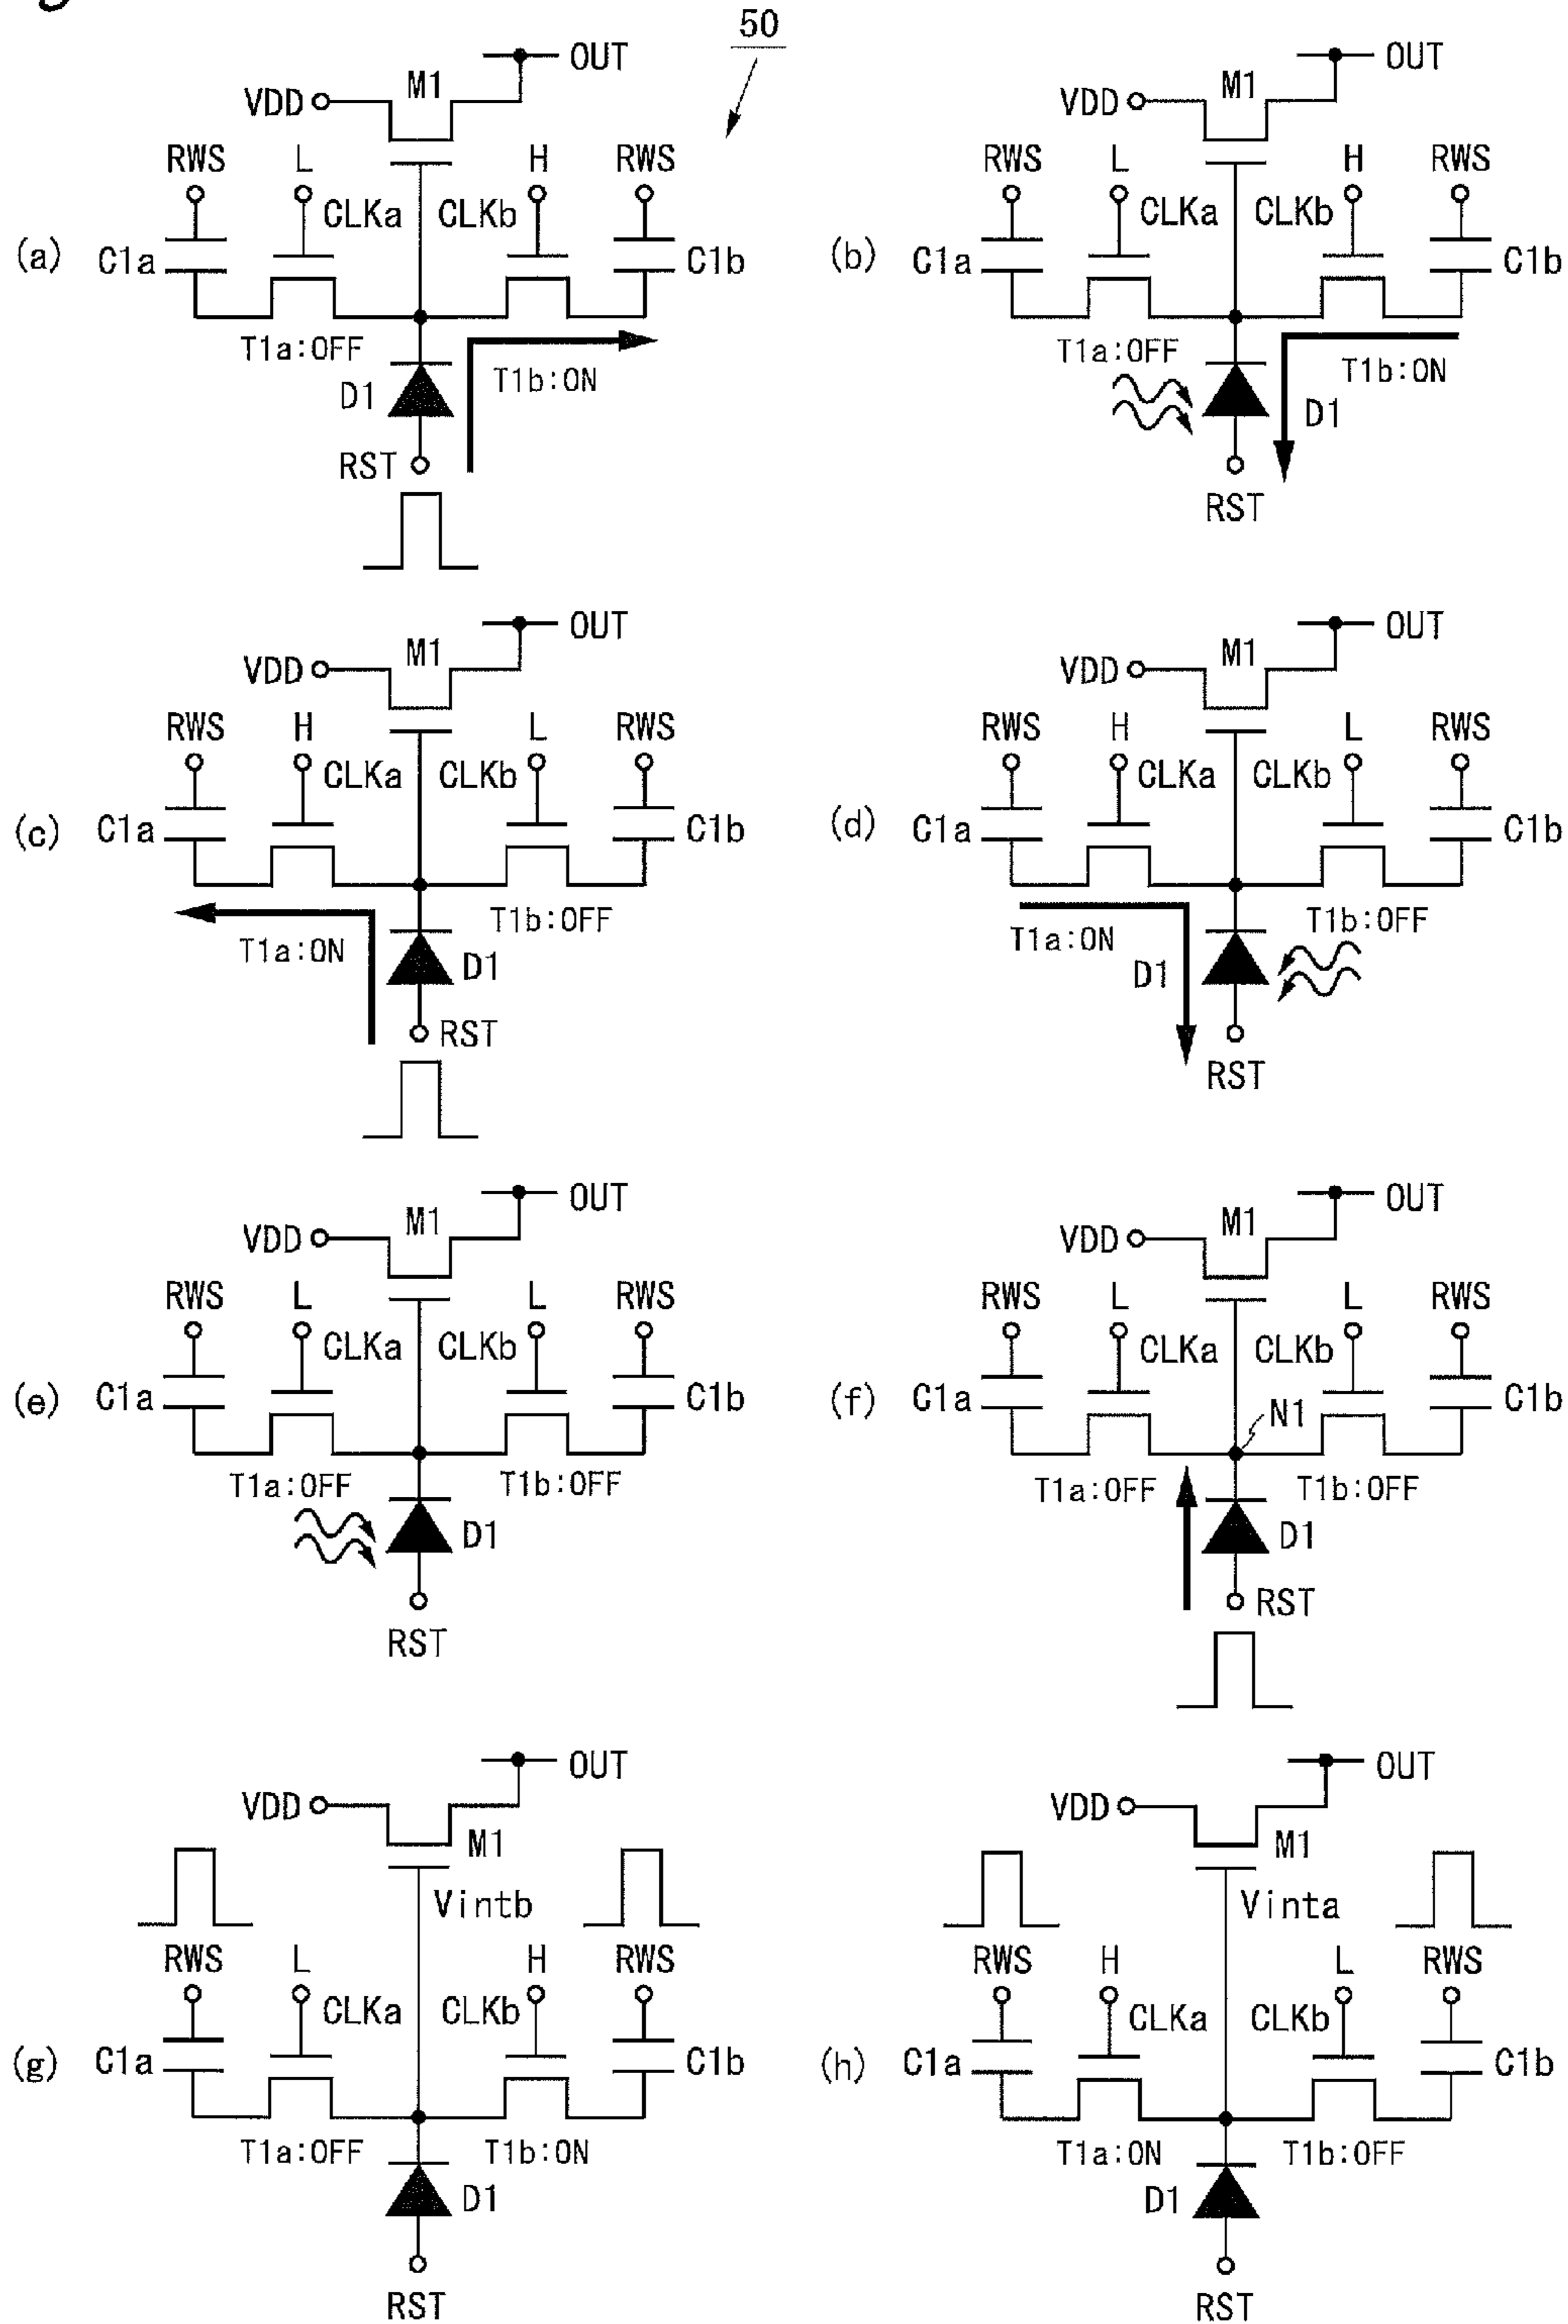 50
(a)
OUT
M1
VDD
RWS L H RWS
CLKa CLKb
C1a C1b
T1a:OFF
T1b:ON
D1
RST
(b)
OUT
M1
VDD
RWS L H RWS
CLKa CLKb
C1a C1b
T1a:OFF
T1b:ON
D1
RST
(c)
OUT
M1
VDD
RWS H L RWS
CLKa CLKb
C1a C1b
T1b:OFF
T1a:ON
D1
RST
(d)
OUT
M1
VDD
RWS H L RWS
CLKa CLKb
C1a C1b
T1b:OFF
T1a:ON
D1
RST
(e)
OUT
M1
VDD
RWS L L RWS
CLKa CLKb
C1a C1b
T1a:OFF T1b:OFF
D1
RST
(f)
OUT
M1
VDD
RWS L L RWS
CLKa CLKb
C1a C1b
N1
T1a:OFF T1b:OFF
D1
RST
(g)
OUT
VDD
M1
Vintb
RWS L H RWS
CLKa CLKb
C1a C1b
T1a:OFF T1b:ON
D1
RST
(h)
OUT
VDD
M1
Vinta
RWS H L RWS
CLKa CLKb
C1a C1b
T1a:ON T1b:OFF
D1
RST